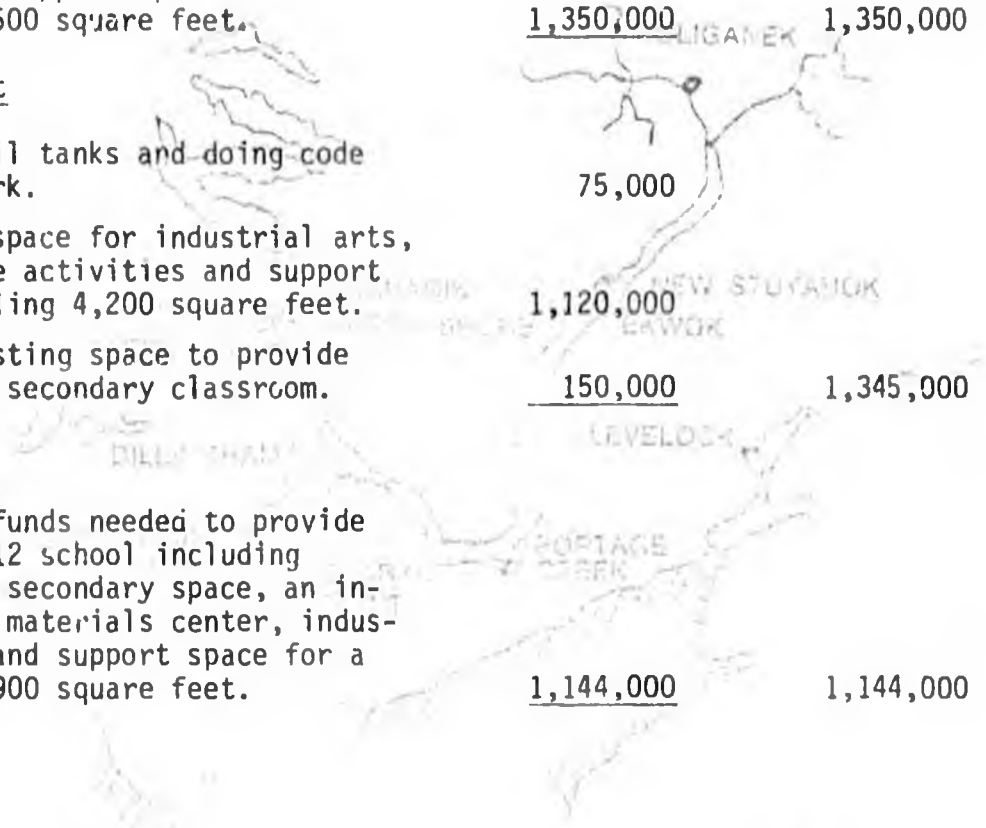 500 square feet. 1,350,000 1,350,000
LIGANEK
l tanks and doing code
rk. 75,000
space for industrial arts,
e activities and support
ing 4,200 square feet. 1,120,000
NEW STUYAHOK
EKWOK
sting space to provide
secondary classroom. 150,000 1,345,000
LEVELOCK
funds needed to provide
12 school including
secondary space, an in-
materials center, indus-
and support space for a
900 square feet. 1,144,000 1,144,000
PORTAGE
CREEK